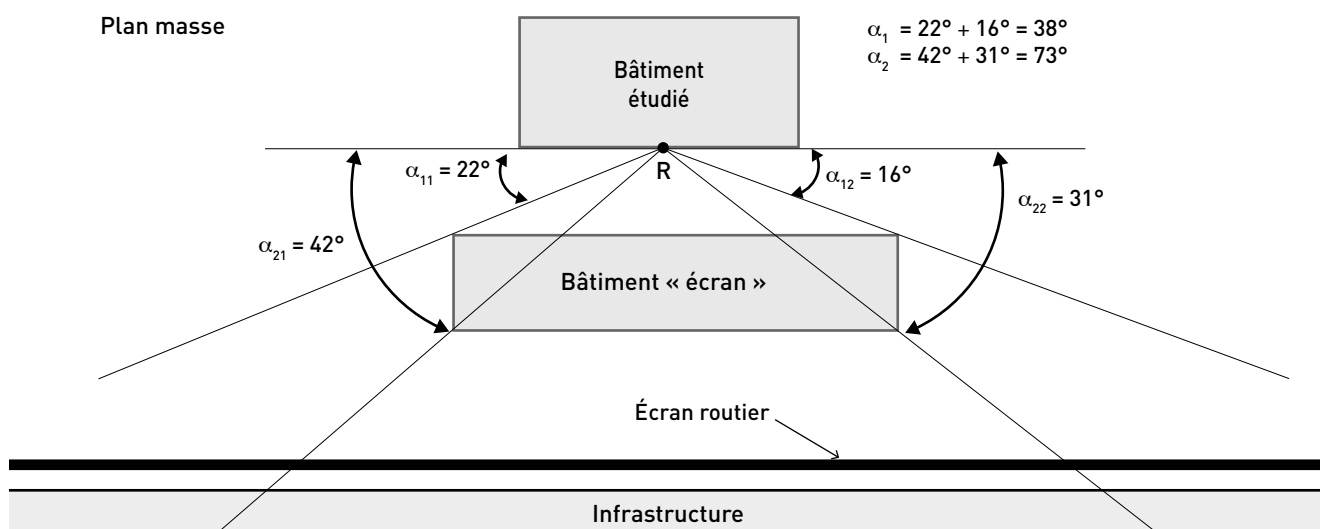 Plan masse
α₁ = 22° + 16° = 38°
α₂ = 42° + 31° = 73°
Bâtiment
étudié
α₁₁ = 22°
R
α₁₂ = 16°
α₂₂ = 31°
α₂₁ = 42°
Bâtiment « écran »
Écran routier
Infrastructure